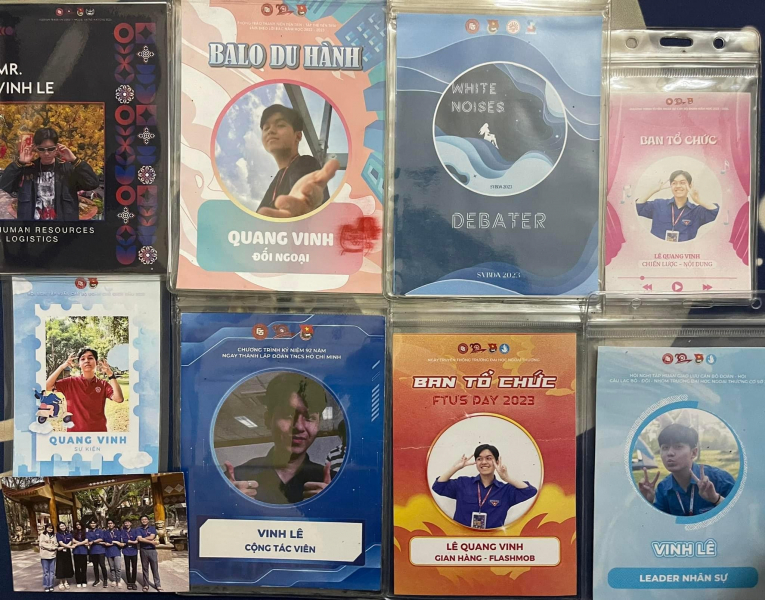 MR.
VINH LE
HUMAN RESOURCES
LOGISTICS
BALO DU HÀNH
QUANG VINH
ĐỐI NGOẠI
WHITE
NOISES
FYBA 2023
DEBATER
SVBDA 2023
BAN TỔ CHỨC
LÊ QUANG VINH
CHIẾN LƯỢC - NỘI DUNG
QUANG VINH
SỰ KIỆN
CHƯƠNG TRÌNH KỶ NIỆM 92 NĂM
NGÀY THÀNH LẬP ĐOÀN TNCS HỒ CHÍ MINH
VINH LÊ
CỘNG TÁC VIÊN
BAN TỔ CHỨC
FTU'S DAY 2023
LÊ QUANG VINH
GIAN HÀNG - FLASHMOB
VINH LÊ
LEADER NHÂN SỰ